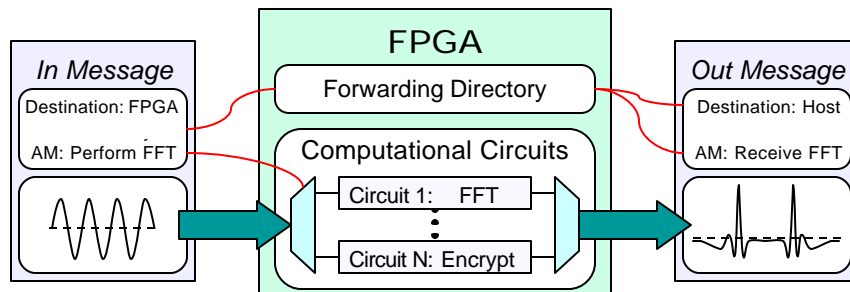 In Message
Destination: FPGA
AM: Perform FFT
FPGA
Forwarding Directory
Computational Circuits
Circuit 1: FFT
Circuit N: Encrypt
Out Message
Destination: Host
AM: Receive FFT